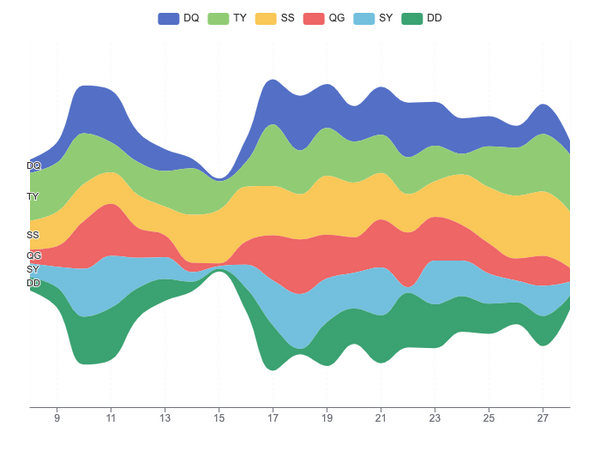 DQ TY SS QG SY DD
DQ
TY
SS
QG
SY
DD
9 11 13 15 17 19 21 23 25 27